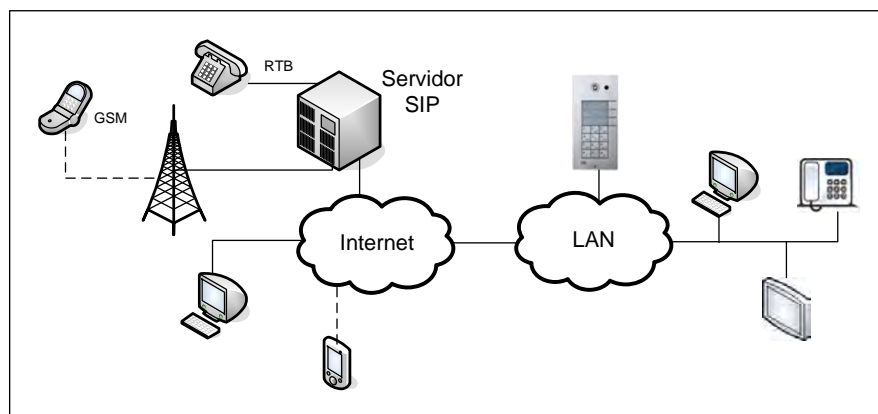 RTB
Servidor
SIP
GSM
Internet
LAN